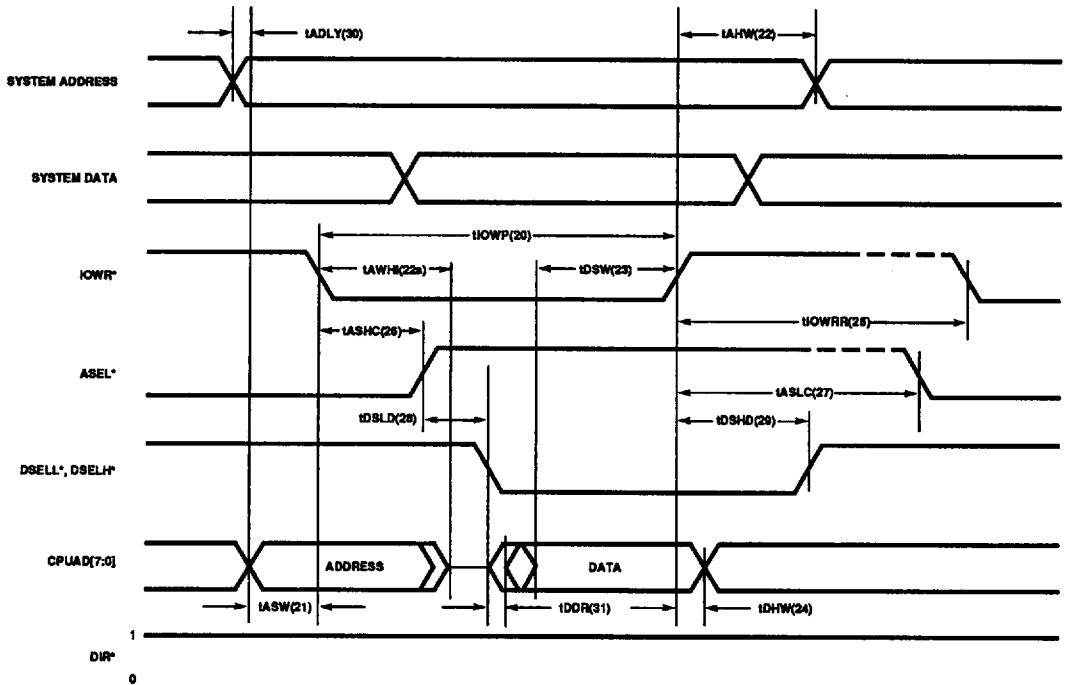 tADLY(30)
tAHW(22)
SYSTEM ADDRESS
SYSTEM DATA
tIOWP(20)
IOWR*
tAWHI(22a)
tDSW(23)
tIOWRR(25)
tASHC(26)
ASEL*
tASLC(27)
tDSLD(28)
tDSHD(29)
DSELL*, DSELH*
CPUAD[7:0]
ADDRESS
DATA
tASW(21)
tDDR(31)
tDHW(24)
1
DIR*
0